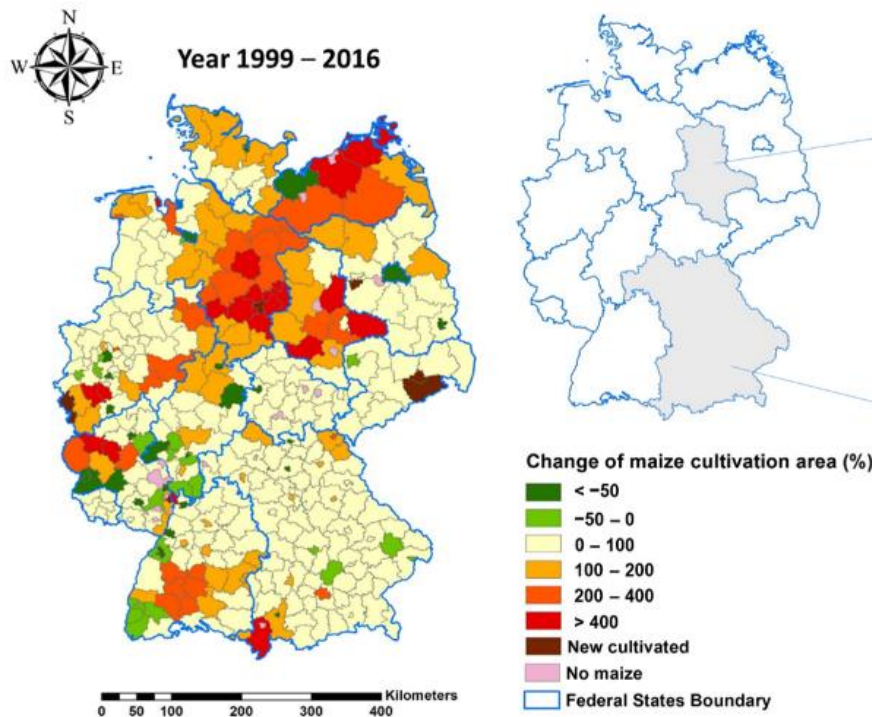 N
W E
S
Year 1999 – 2016
Change of maize cultivation area (%)
< −50
−50 – 0
0 – 100
100 – 200
200 – 400
> 400
New cultivated
No maize
Federal States Boundary
Kilometers
0 50 100 200 300 400